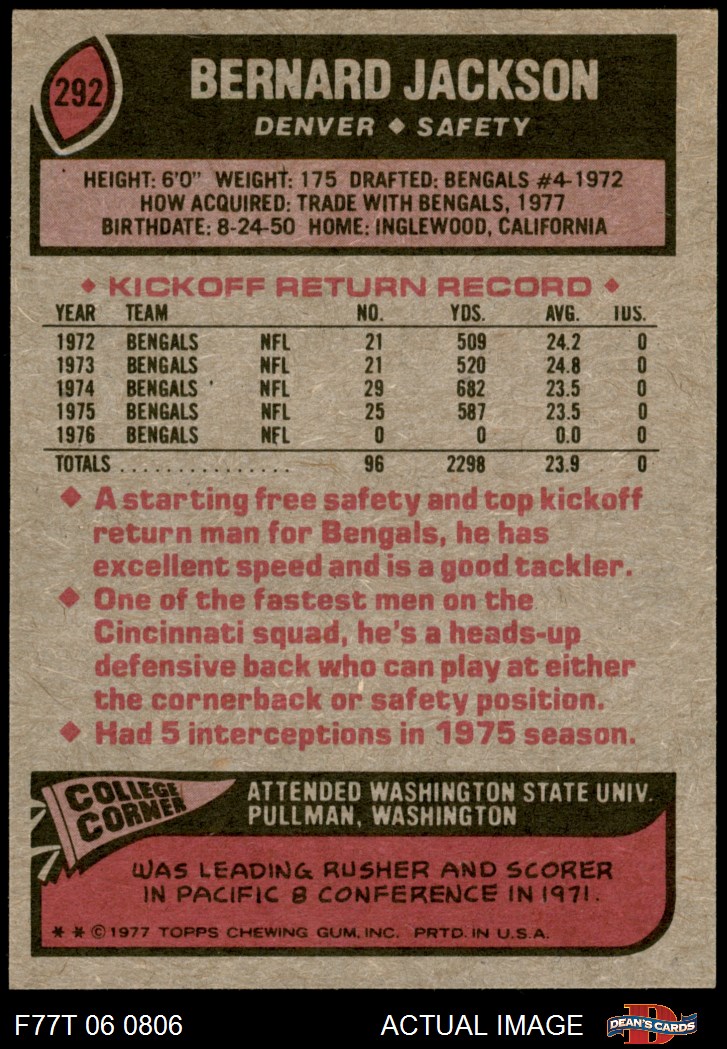 292
BERNARD JACKSON
DENVER ◆ SAFETY
HEIGHT: 6'0" WEIGHT: 175 DRAFTED: BENGALS #4-1972
HOW ACQUIRED: TRADE WITH BENGALS, 1977
BIRTHDATE: 8-24-50 HOME: INGLEWOOD, CALIFORNIA
◆ KICKOFF RETURN RECORD ◆
YEAR TEAM NO. YDS. AVG. TDS.
1972 BENGALS NFL 21 509 24.2 0
1973 BENGALS NFL 21 520 24.8 0
1974 BENGALS NFL 29 682 23.5 0
1975 BENGALS NFL 25 587 23.5 0
1976 BENGALS NFL 0 0 0.0 0
TOTALS ................ 96 2298 23.9 0
◆ A starting free safety and top kickoff
return man for Bengals, he has
excellent speed and is a good tackler.
◆ One of the fastest men on the
Cincinnati squad, he's a heads-up
defensive back who can play at either
the cornerback or safety position.
◆ Had 5 interceptions in 1975 season.
COLLEGE
CORNER
ATTENDED WASHINGTON STATE UNIV.
PULLMAN, WASHINGTON
WAS LEADING RUSHER AND SCORER
IN PACIFIC 8 CONFERENCE IN 1971.
* * © 1977 TOPPS CHEWING GUM, INC. PRTD. IN U.S.A.
F77T 06 0806
ACTUAL IMAGE
D
DEAN'S CARDS